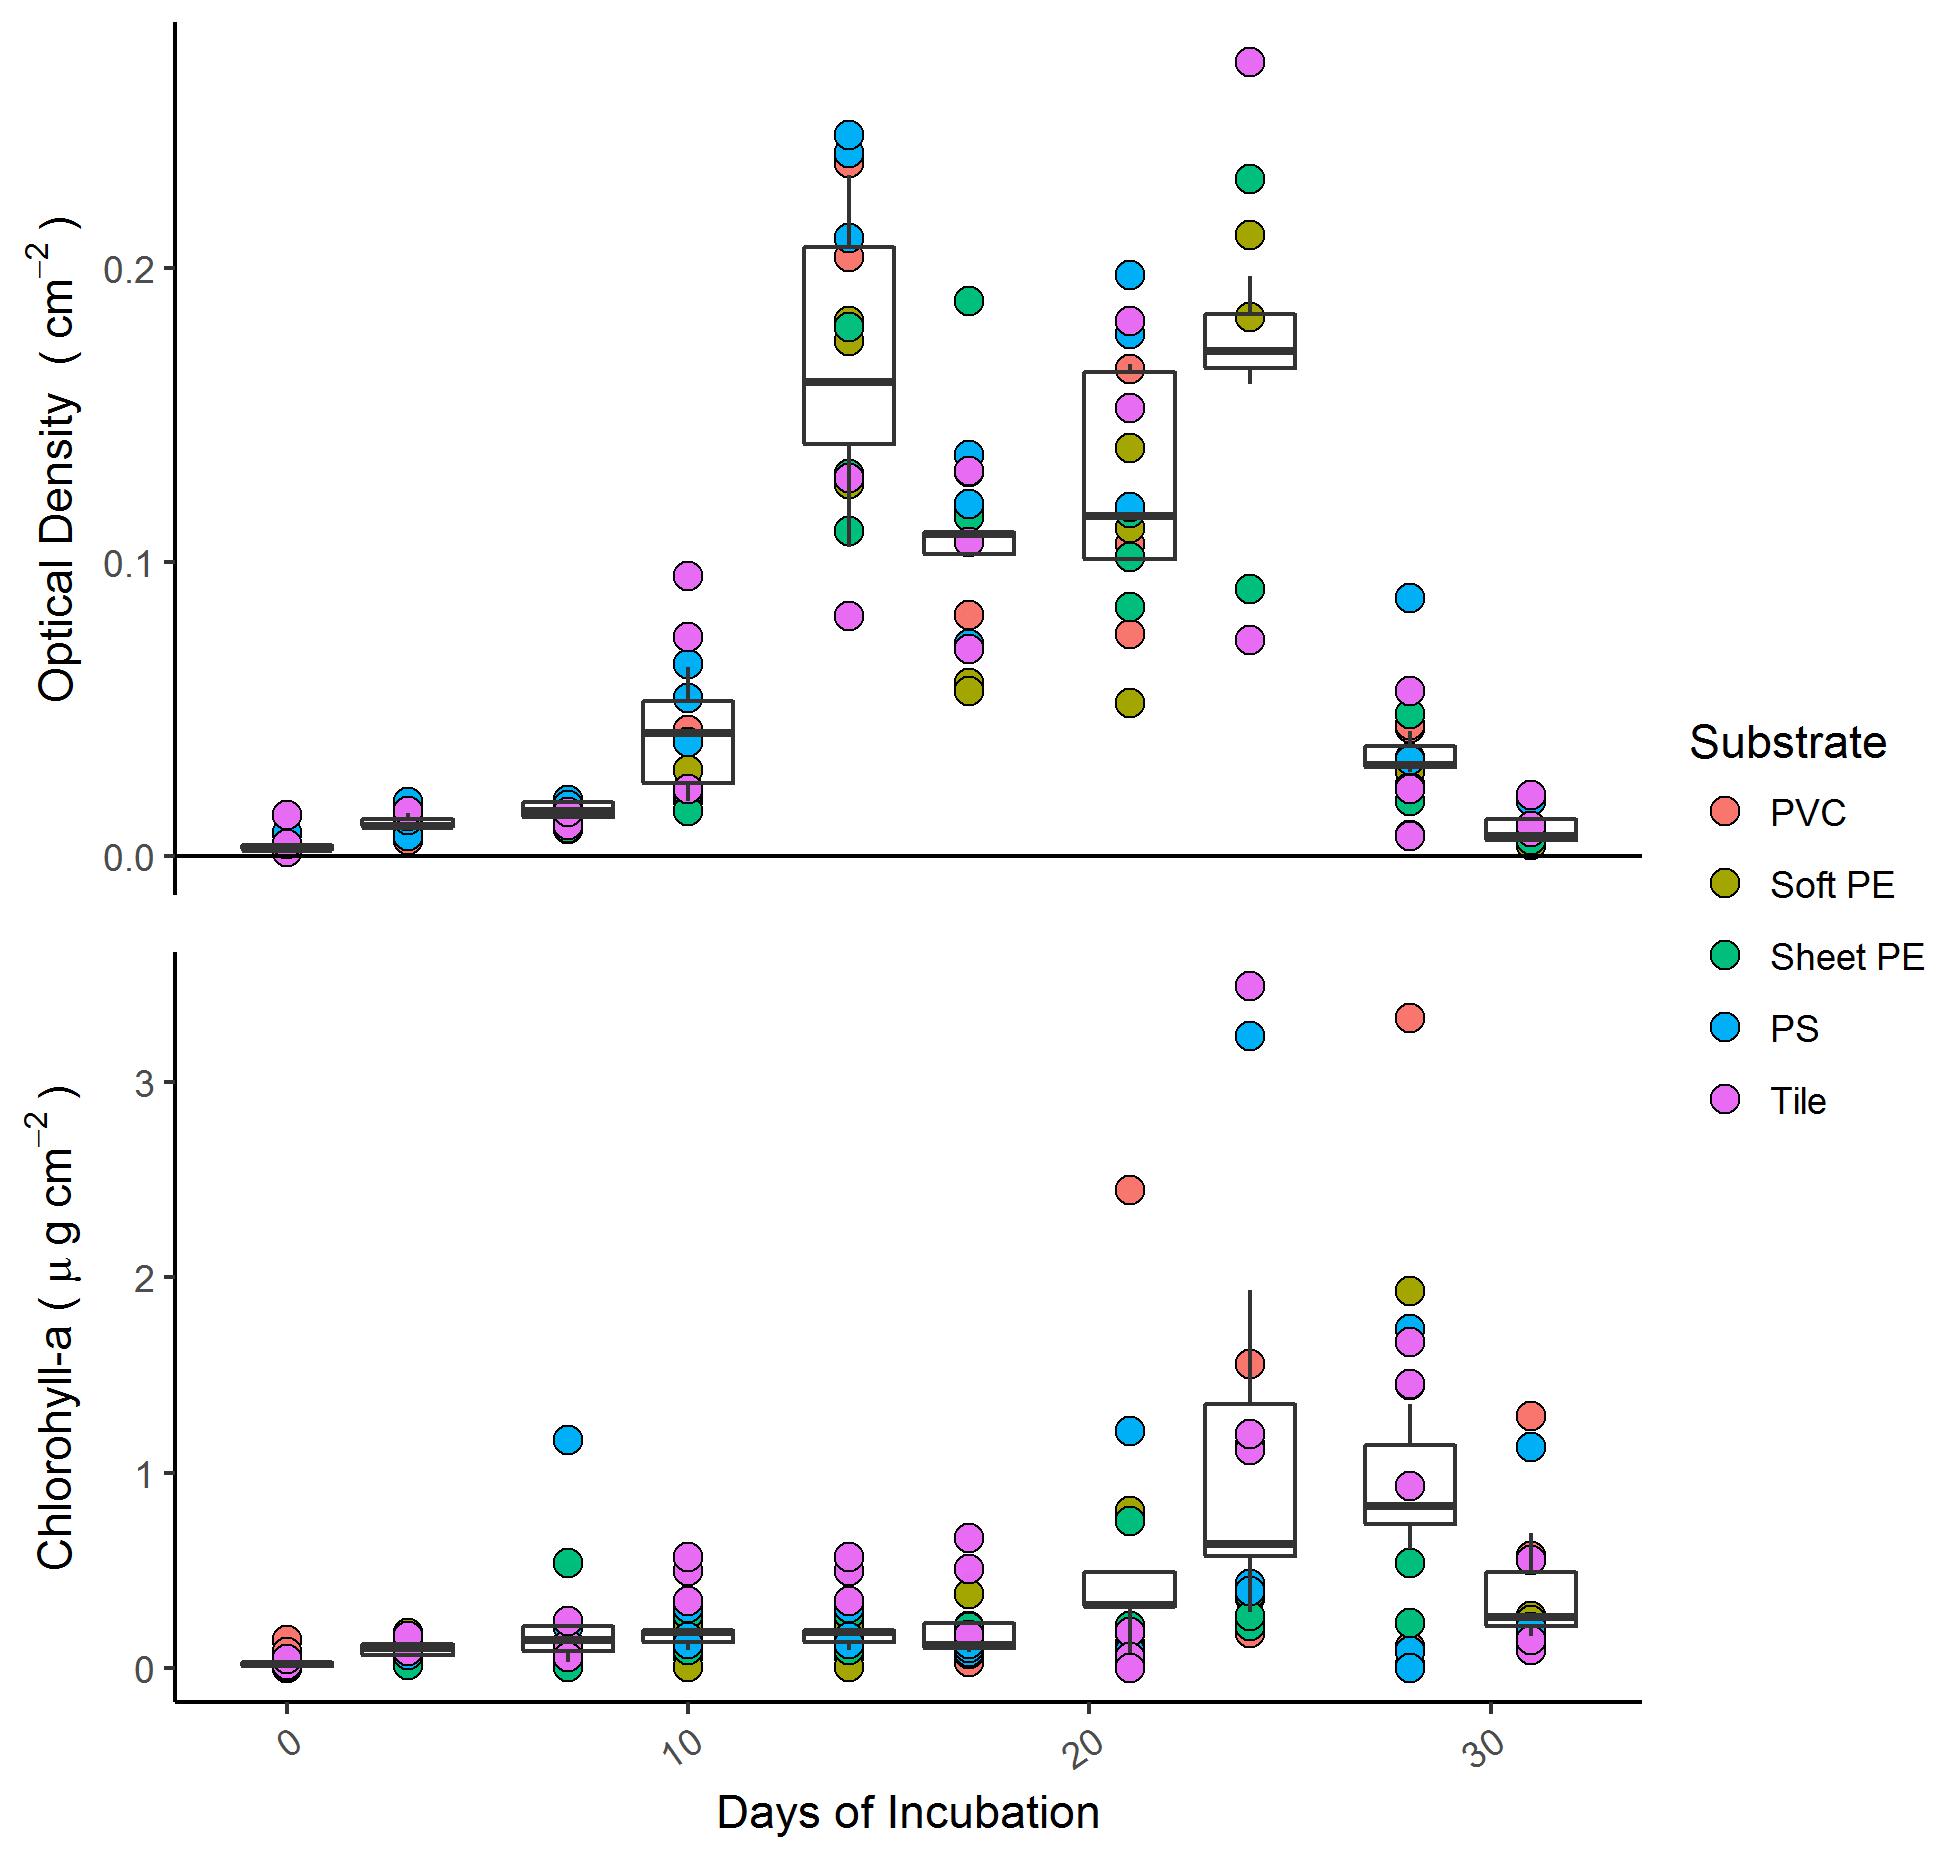 Optical Density ( cm⁻² )
0.2
0.1
0.0
Chlorohyll-a ( μ g cm⁻² )
3
2
1
0
0
10
20
30
Days of Incubation
Substrate
PVC
Soft PE
Sheet PE
PS
Tile